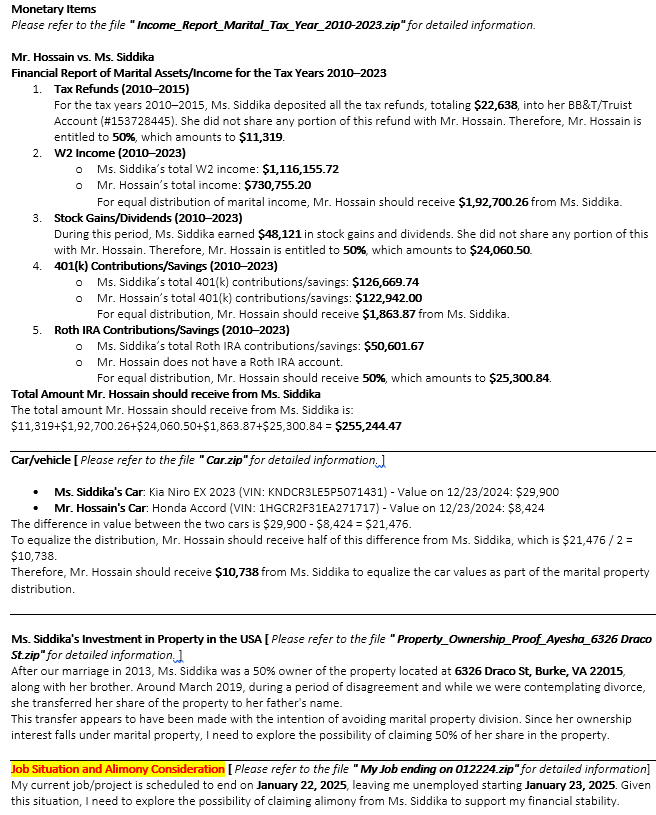 Monetary Items
Please refer to the file " Income_Report_Marital_Tax_Year_2010-2023.zip" for detailed information.
Mr. Hossain vs. Ms. Siddika
Financial Report of Marital Assets/Income for the Tax Years 2010–2023
1. Tax Refunds (2010–2015)
For the tax years 2010–2015, Ms. Siddika deposited all the tax refunds, totaling $22,638, into her BB&T/Truist
Account (#153728445). She did not share any portion of this refund with Mr. Hossain. Therefore, Mr. Hossain is
entitled to 50%, which amounts to $11,319.
2. W2 Income (2010–2023)
o Ms. Siddika's total W2 income: $1,116,155.72
o Mr. Hossain's total income: $730,755.20
For equal distribution of marital income, Mr. Hossain should receive $1,92,700.26 from Ms. Siddika.
3. Stock Gains/Dividends (2010–2023)
During this period, Ms. Siddika earned $48,121 in stock gains and dividends. She did not share any portion of this
with Mr. Hossain. Therefore, Mr. Hossain is entitled to 50%, which amounts to $24,060.50.
4. 401(k) Contributions/Savings (2010–2023)
o Ms. Siddika's total 401(k) contributions/savings: $126,669.74
o Mr. Hossain's total 401(k) contributions/savings: $122,942.00
For equal distribution, Mr. Hossain should receive $1,863.87 from Ms. Siddika.
5. Roth IRA Contributions/Savings (2010–2023)
o Ms. Siddika's total Roth IRA contributions/savings: $50,601.67
o Mr. Hossain does not have a Roth IRA account.
For equal distribution, Mr. Hossain should receive 50%, which amounts to $25,300.84.
Total Amount Mr. Hossain should receive from Ms. Siddika
The total amount Mr. Hossain should receive from Ms. Siddika is:
$11,319+$1,92,700.26+$24,060.50+$1,863.87+$25,300.84 = $255,244.47
Car/vehicle [ Please refer to the file " Car.zip" for detailed information. ]
• Ms. Siddika's Car: Kia Niro EX 2023 (VIN: KNDCR3LE5P5071431) - Value on 12/23/2024: $29,900
• Mr. Hossain's Car: Honda Accord (VIN: 1HGCR2F31EA271717) - Value on 12/23/2024: $8,424
The difference in value between the two cars is $29,900 - $8,424 = $21,476.
To equalize the distribution, Mr. Hossain should receive half of this difference from Ms. Siddika, which is $21,476 / 2 =
$10,738.
Therefore, Mr. Hossain should receive $10,738 from Ms. Siddika to equalize the car values as part of the marital property
distribution.
Ms. Siddika's Investment in Property in the USA [ Please refer to the file " Property_Ownership_Proof_Ayesha_6326 Draco
St.zip" for detailed information. ]
After our marriage in 2013, Ms. Siddika was a 50% owner of the property located at 6326 Draco St, Burke, VA 22015,
along with her brother. Around March 2019, during a period of disagreement and while we were contemplating divorce,
she transferred her share of the property to her father's name.
This transfer appears to have been made with the intention of avoiding marital property division. Since her ownership
interest falls under marital property, I need to explore the possibility of claiming 50% of her share in the property.
Job Situation and Alimony Consideration [ Please refer to the file " My Job ending on 012224.zip" for detailed information]
My current job/project is scheduled to end on January 22, 2025, leaving me unemployed starting January 23, 2025. Given
this situation, I need to explore the possibility of claiming alimony from Ms. Siddika to support my financial stability.